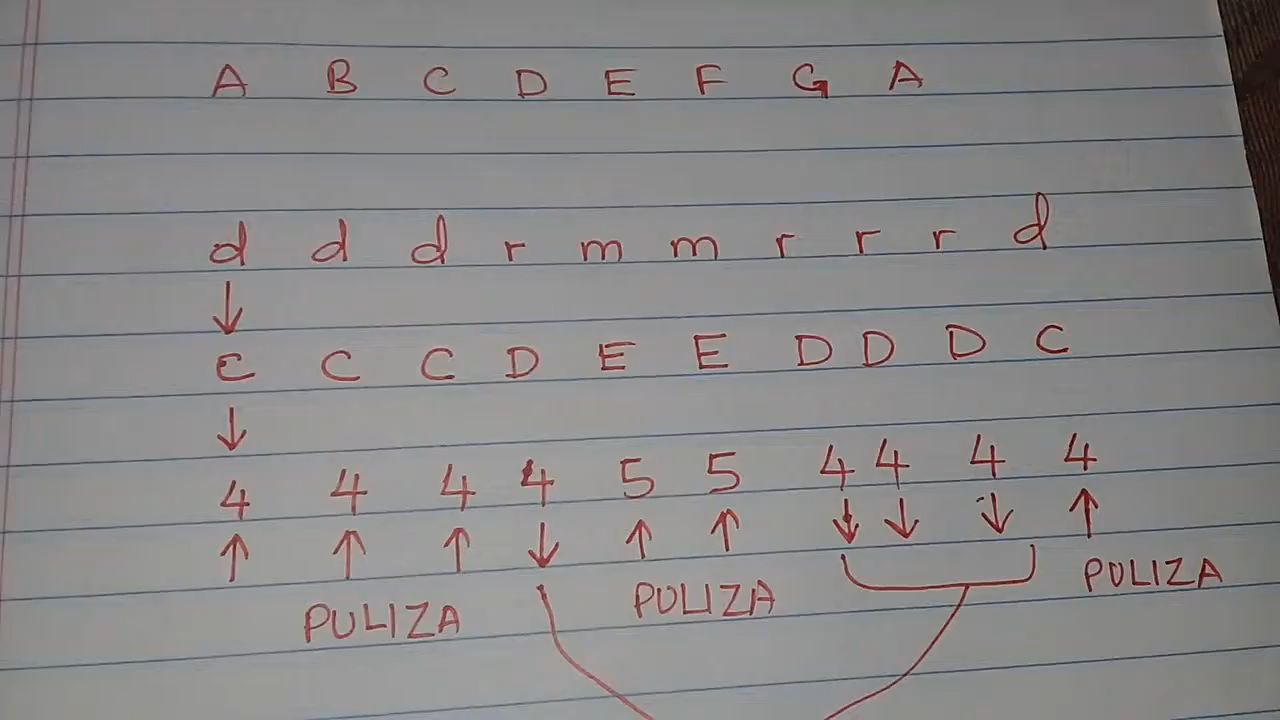 A B C D E F G A
d d d r m m r r r d
↓
C C C D E E D D D C
↓
4 4 4 4 5 5 4 4 4 4
↑ ↑ ↑ ↓ ↑ ↑ ↓ ↓ ↓ ↑
PULIZA PULIZA PULIZA